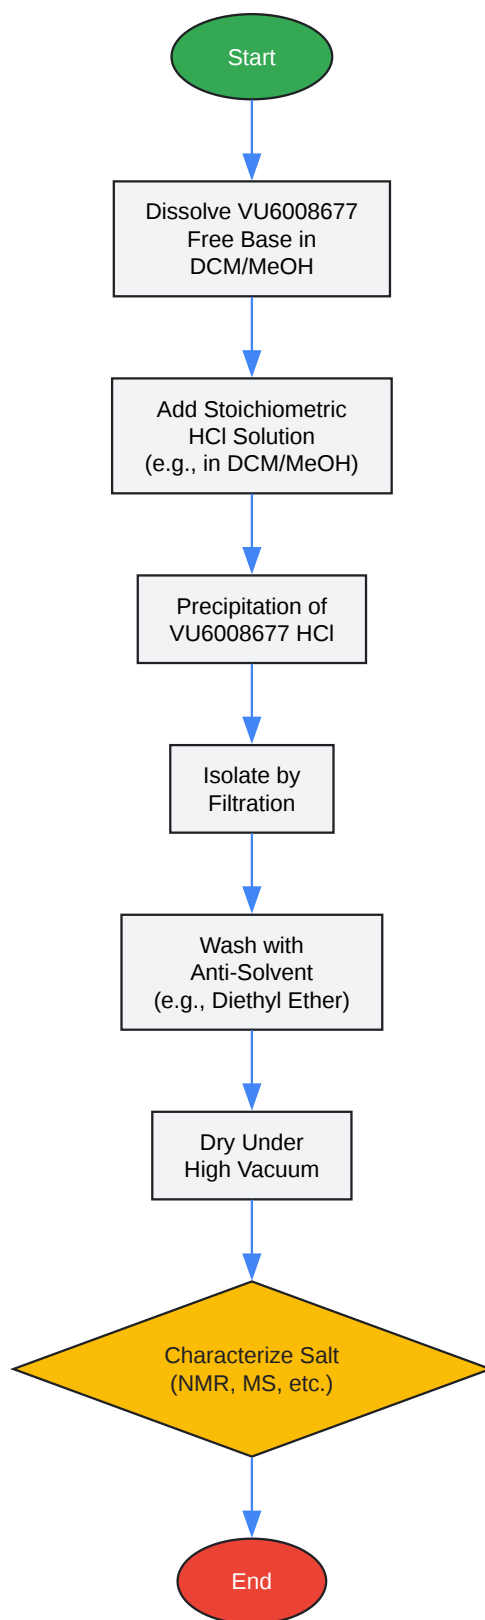 Start
Dissolve VU6008677
Free Base in
DCM/MeOH
Add Stoichiometric
HCl Solution
(e.g., in DCM/MeOH)
Precipitation of
VU6008677 HCl
Isolate by
Filtration
Wash with
Anti-Solvent
(e.g., Diethyl Ether)
Dry Under
High Vacuum
Characterize Salt
(NMR, MS, etc.)
End